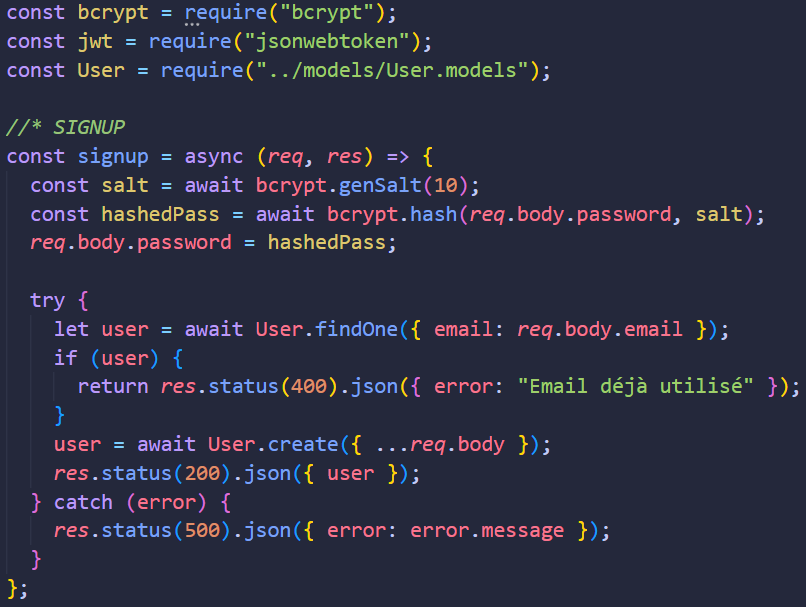 const bcrypt = require("bcrypt");
const jwt = require("jsonwebtoken");
const User = require("../models/User.models");
//* SIGNUP
const signup = async (req, res) => {
  const salt = await bcrypt.genSalt(10);
  const hashedPass = await bcrypt.hash(req.body.password, salt);
  req.body.password = hashedPass;
  try {
    let user = await User.findOne({ email: req.body.email });
    if (user) {
      return res.status(400).json({ error: "Email déjà utilisé" });
    }
    user = await User.create({ ...req.body });
    res.status(200).json({ user });
  } catch (error) {
    res.status(500).json({ error: error.message });
  }
};